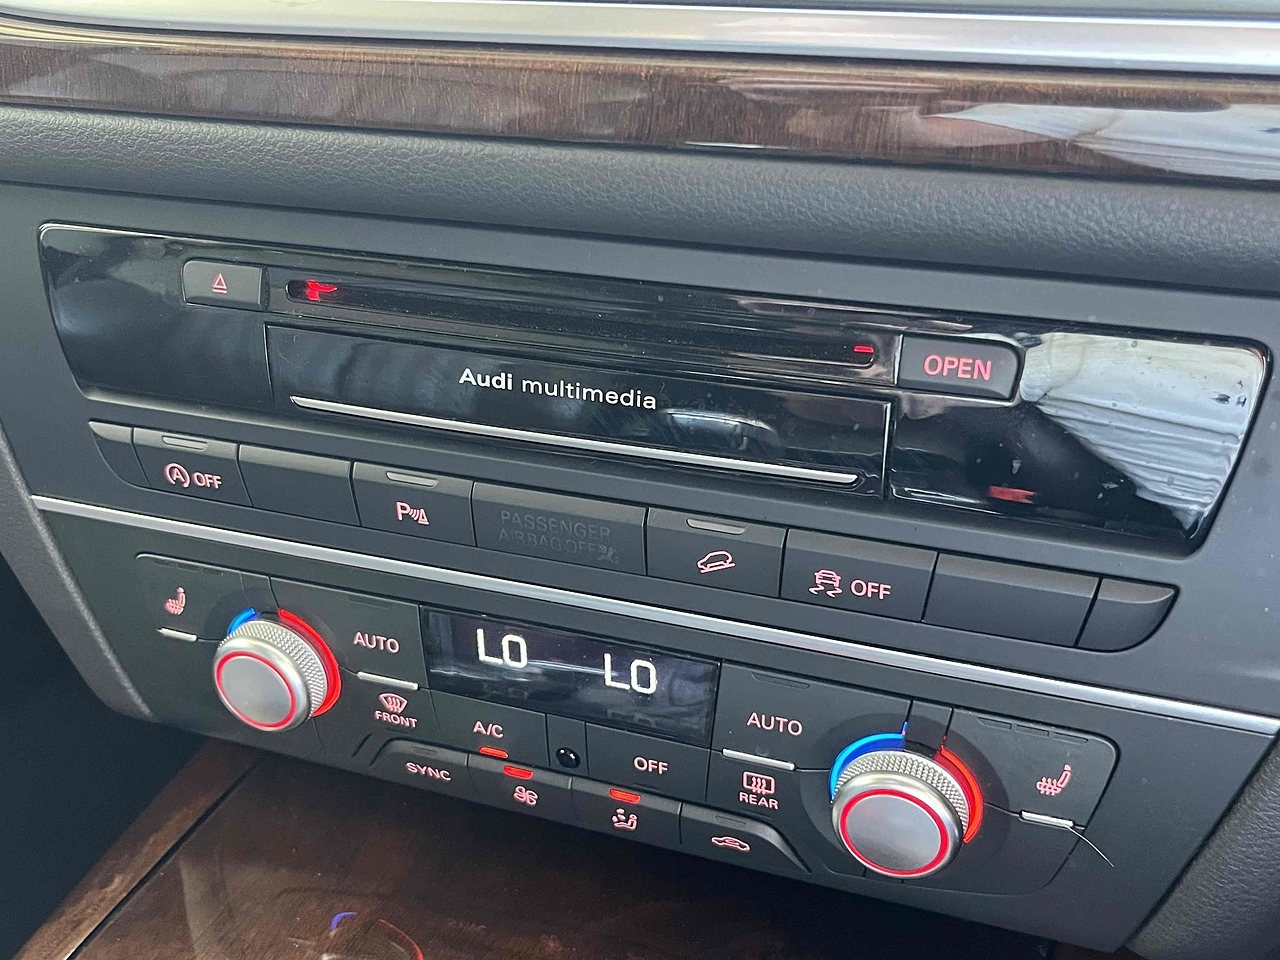 OPEN
Audi multimedia
A OFF
P
PASSENGER
AIRBAG OFF
OFF
AUTO
LO LO
AUTO
FRONT
A/C
OFF
REAR
SYNC